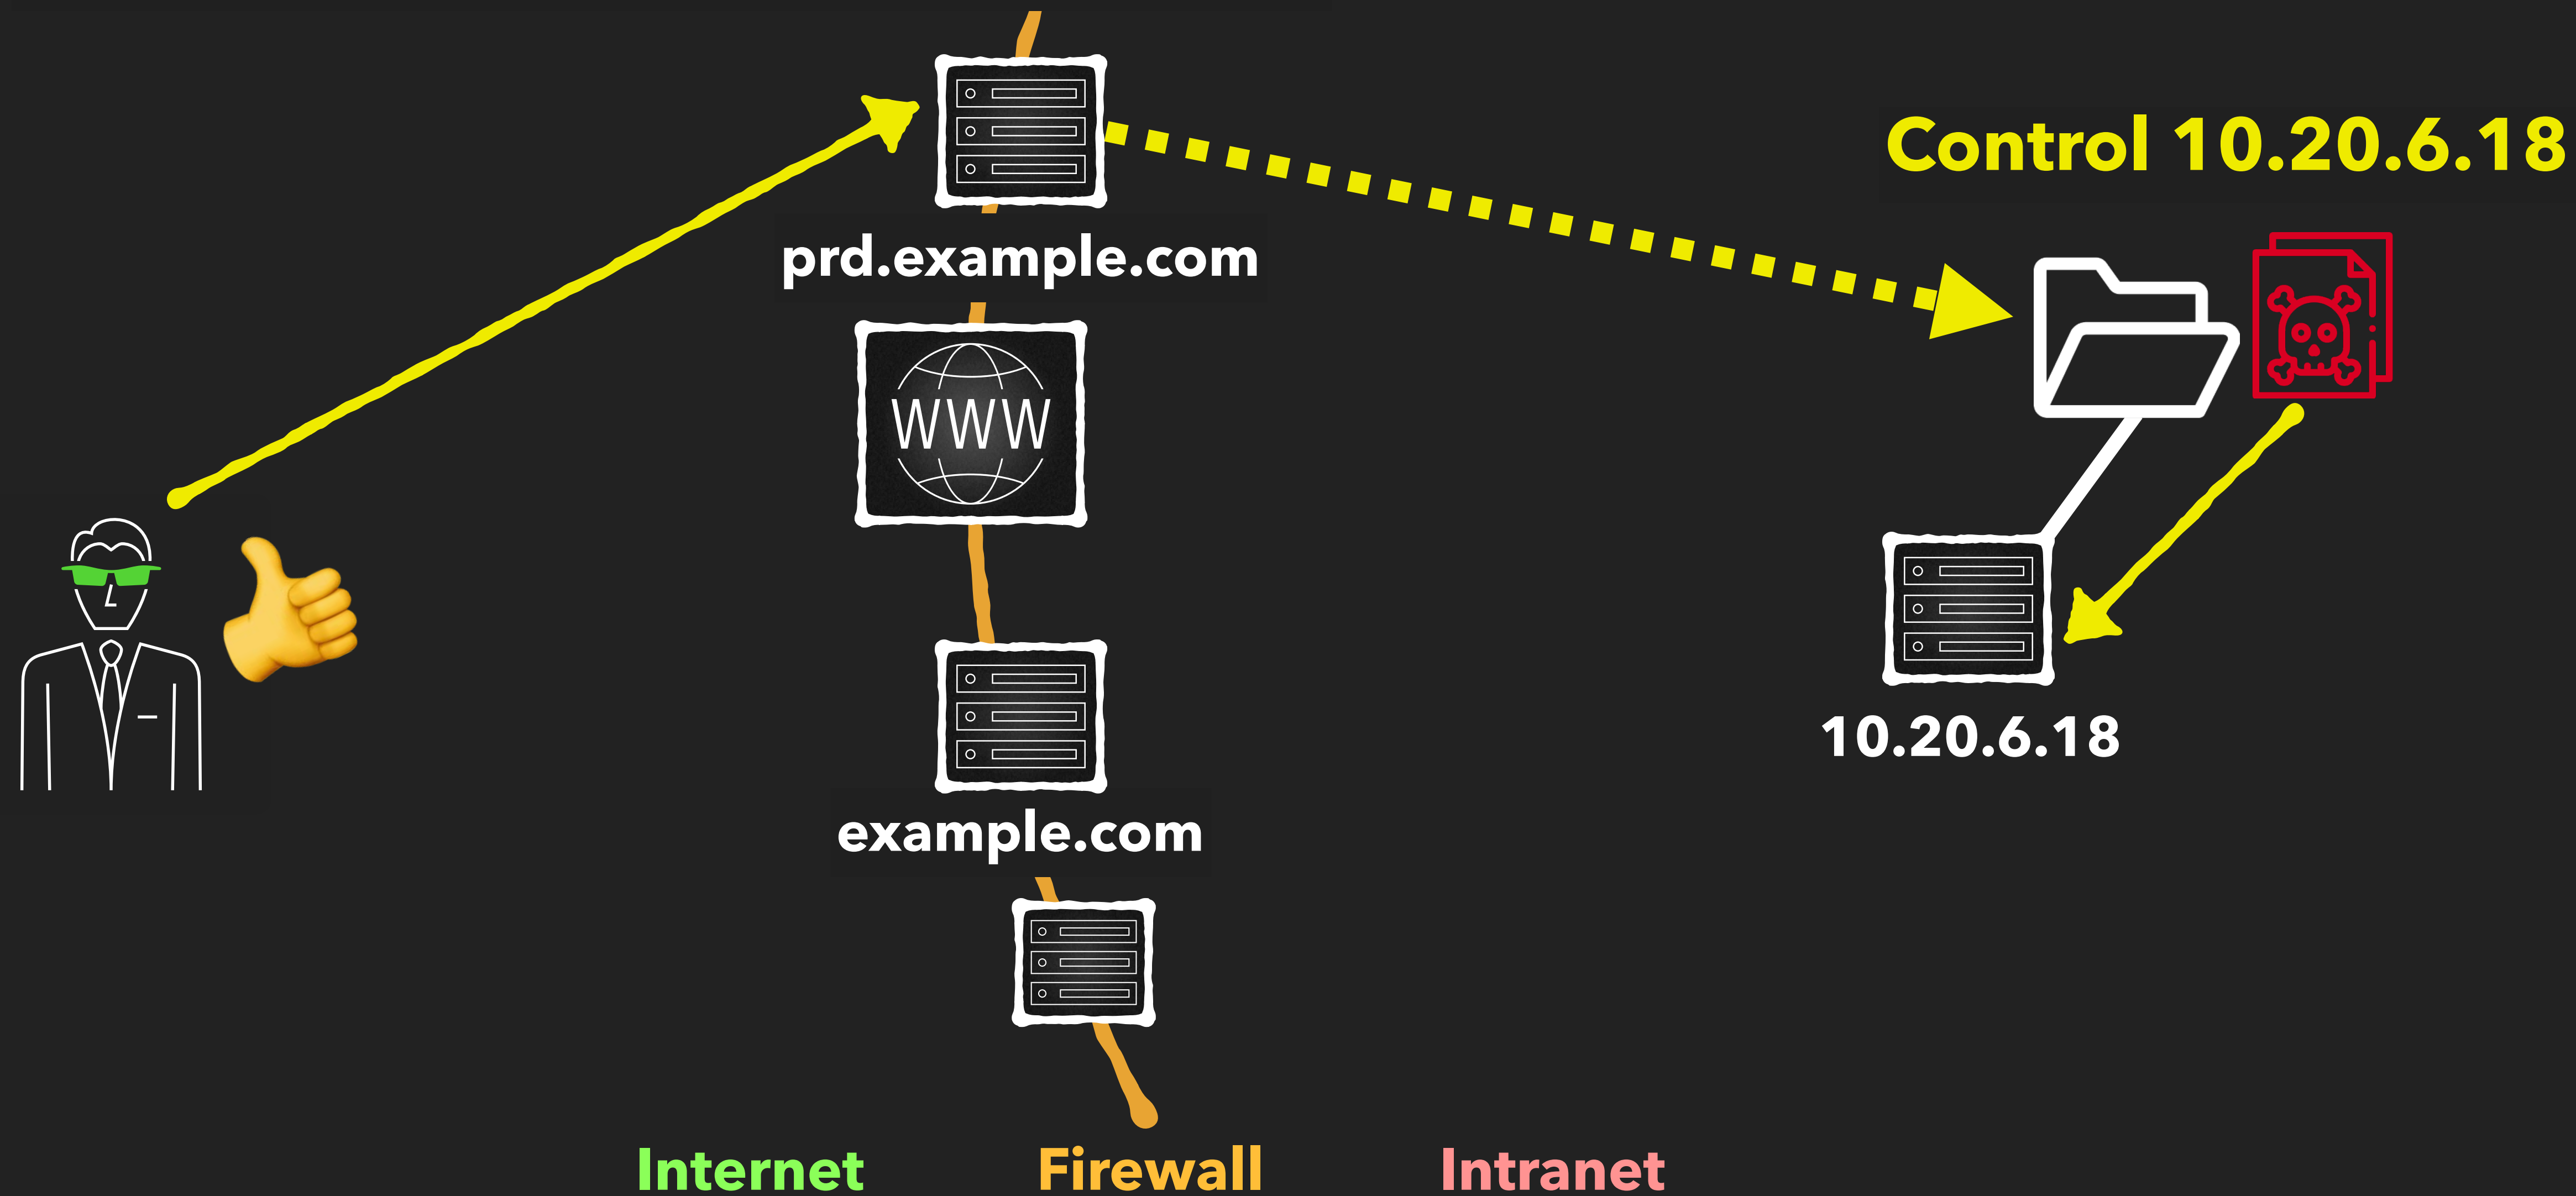 Control 10.20.6.18
prd.example.com
WWW
10.20.6.18
example.com
Internet
Firewall
Intranet